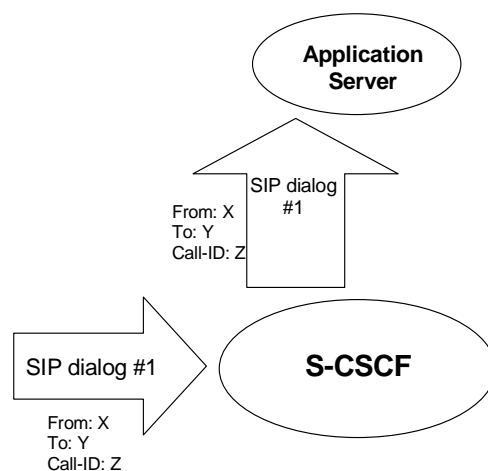 Application
Server
SIP dialog
#1
From: X
To: Y
Call-ID: Z
SIP dialog #1
From: X
To: Y
Call-ID: Z
S-CSCF